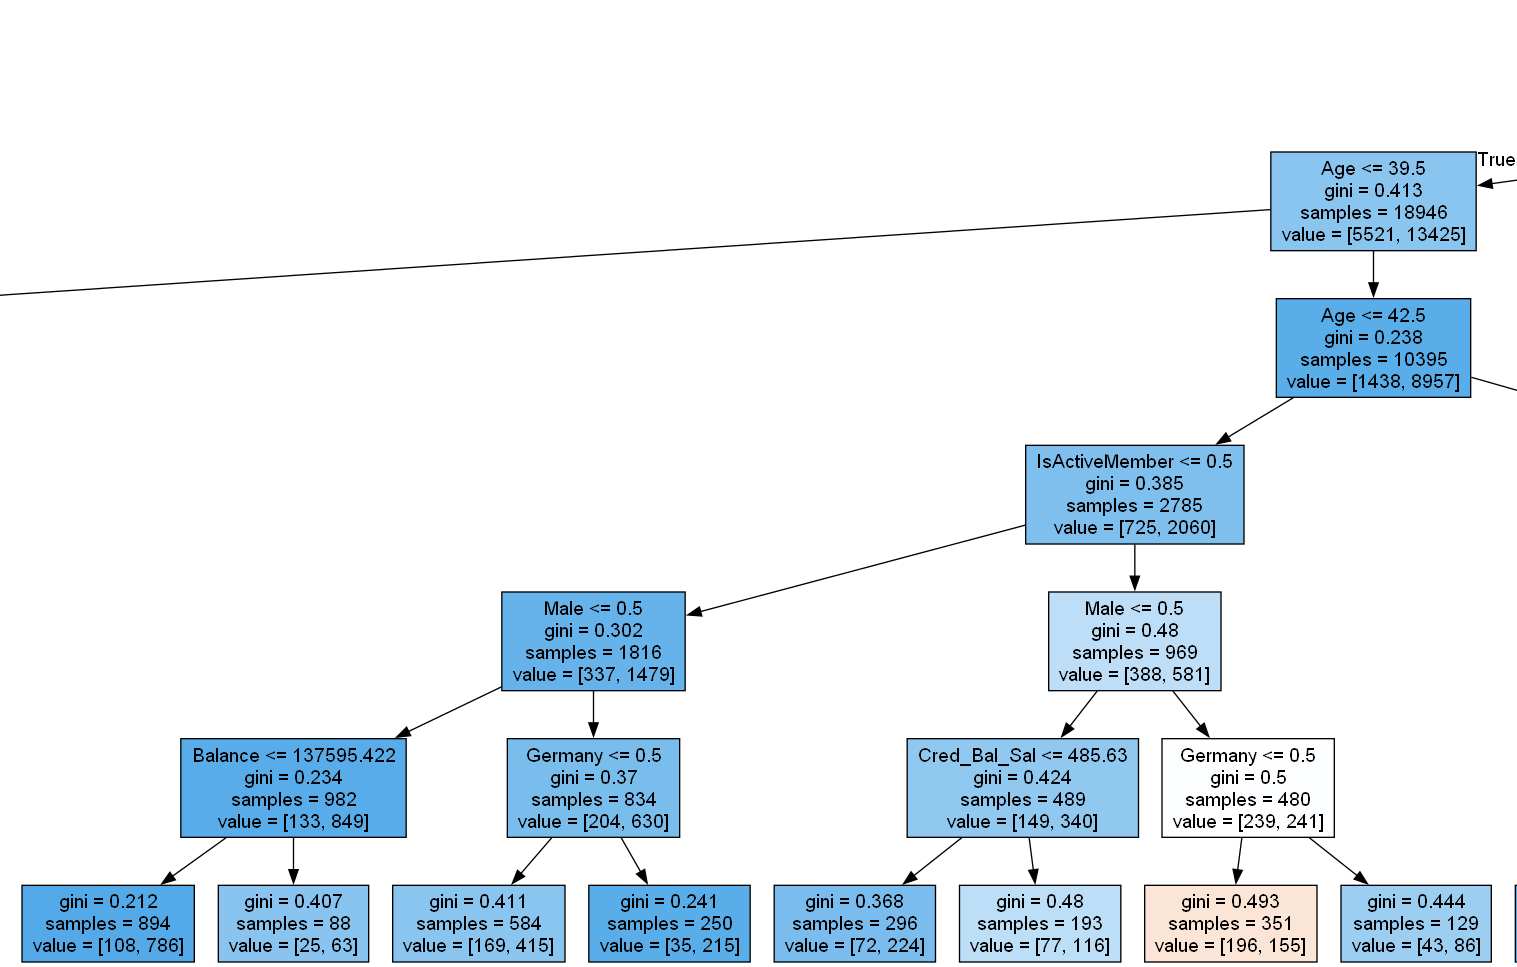 True
Age <= 39.5
gini = 0.413
samples = 18946
value = [5521, 13425]
Age <= 42.5
gini = 0.238
samples = 10395
value = [1438, 8957]
IsActiveMember <= 0.5
gini = 0.385
samples = 2785
value = [725, 2060]
Male <= 0.5
gini = 0.302
samples = 1816
value = [337, 1479]
Male <= 0.5
gini = 0.48
samples = 969
value = [388, 581]
Balance <= 137595.422
gini = 0.234
samples = 982
value = [133, 849]
Germany <= 0.5
gini = 0.37
samples = 834
value = [204, 630]
Cred_Bal_Sal <= 485.63
gini = 0.424
samples = 489
value = [149, 340]
Germany <= 0.5
gini = 0.5
samples = 480
value = [239, 241]
gini = 0.212
samples = 894
value = [108, 786]
gini = 0.407
samples = 88
value = [25, 63]
gini = 0.411
samples = 584
value = [169, 415]
gini = 0.241
samples = 250
value = [35, 215]
gini = 0.368
samples = 296
value = [72, 224]
gini = 0.48
samples = 193
value = [77, 116]
gini = 0.493
samples = 351
value = [196, 155]
gini = 0.444
samples = 129
value = [43, 86]